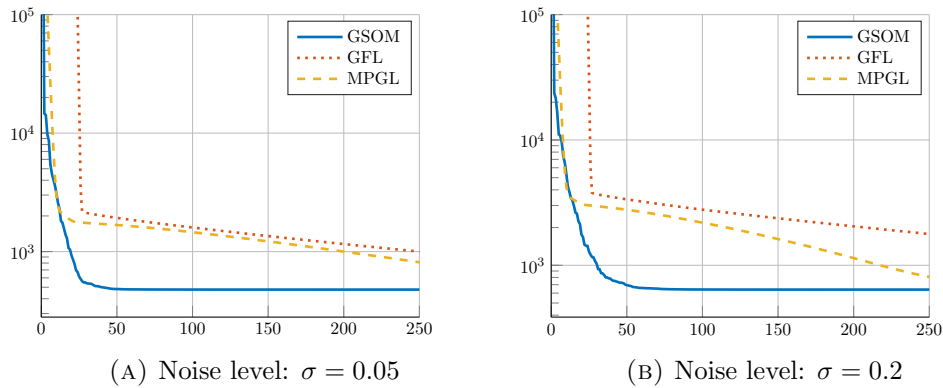 10^5
10^4
10^3
0 50 100 150 200 250
GSOM
GFL
MPGL
(A) Noise level: σ = 0.05
10^5
10^4
10^3
0 50 100 150 200 250
GSOM
GFL
MPGL
(B) Noise level: σ = 0.2